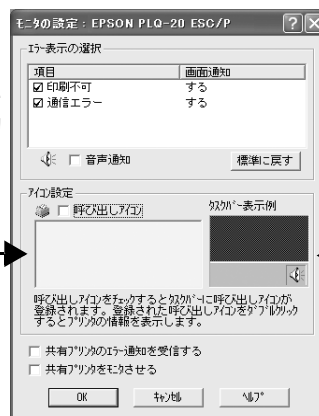 ﾓﾆﾀの設定 : EPSON PLQ-20 ESC/P
ｴﾗｰ表示の選択
項目 画面通知
印刷不可 する
通信エラー する
音声通知 標準に戻す
ｱｲｺﾝ設定
呼び出しｱｲｺﾝ ﾀｽｸﾊﾞｰ表示例
呼び出しｱｲｺﾝをﾁｪｯｸするとﾀｽｸﾊﾞｰに呼び出しｱｲｺﾝが
登録されます。登録された呼び出しｱｲｺﾝをﾀﾞﾌﾞﾙｸﾘｯｸ
するとﾌﾟﾘﾝﾀの情報を表示します。
共有ﾌﾟﾘﾝﾀのｴﾗｰ通知を受信する
共有ﾌﾟﾘﾝﾀをﾓﾆﾀさせる
OK ｷｬﾝｾﾙ ﾍﾙﾌﾟ